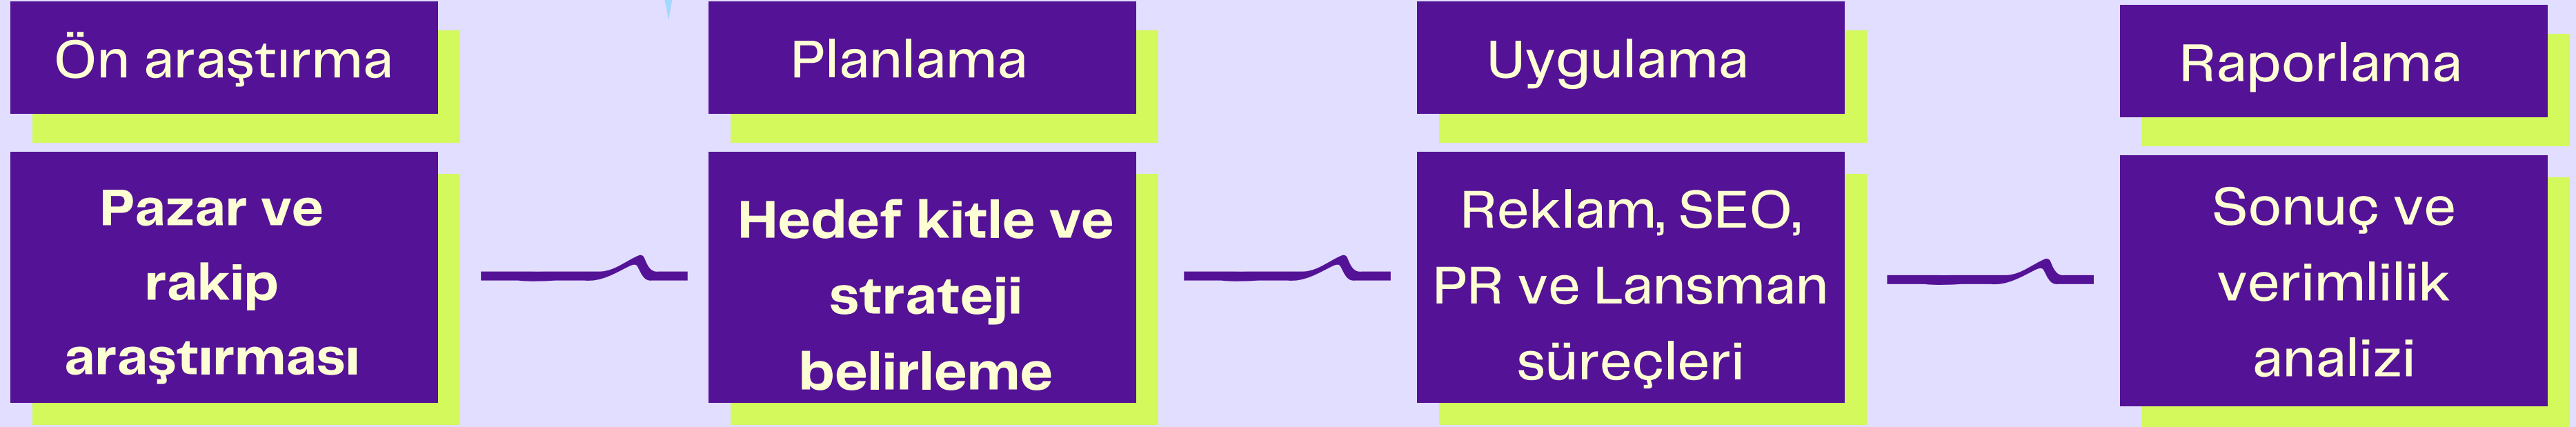 Ön araştırma
Pazar ve
rakip
araştırması
Planlama
Hedef kitle ve
strateji
belirleme
Uygulama
Reklam, SEO,
PR ve Lansman
süreçleri
Raporlama
Sonuç ve
verimlilik
analizi